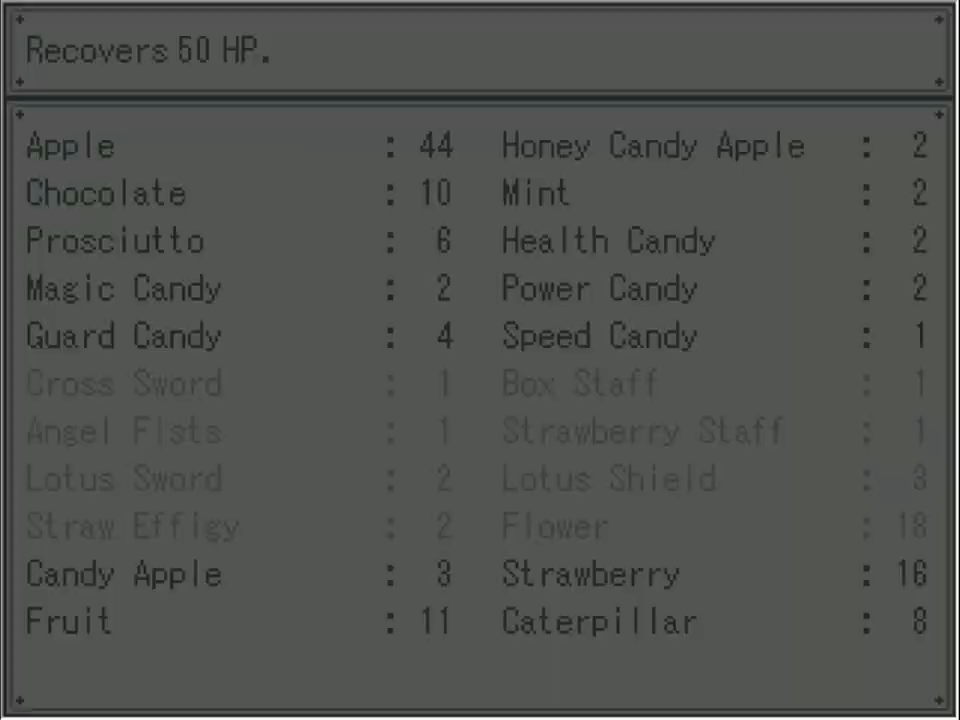 Recovers 50 HP.
Apple : 44 Honey Candy Apple : 2
Chocolate : 10 Mint : 2
Prosciutto : 6 Health Candy : 2
Magic Candy : 2 Power Candy : 2
Guard Candy : 4 Speed Candy : 1
Cross Sword : 1 Box Staff : 1
Angel Fists : 1 Strawberry Staff : 1
Lotus Sword : 2 Lotus Shield : 3
Straw Effigy : 2 Flower : 18
Candy Apple : 3 Strawberry : 16
Fruit : 11 Caterpillar : 8